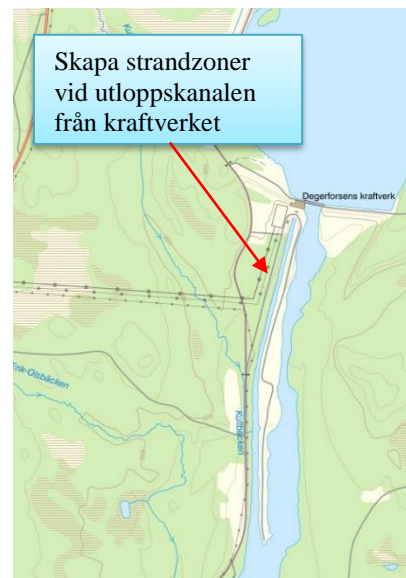 Skapa strandzoner
vid utloppskanalen
från kraftverket
Degerforsens kraftverk
Erik-Olsbäcken
Kullbäcken